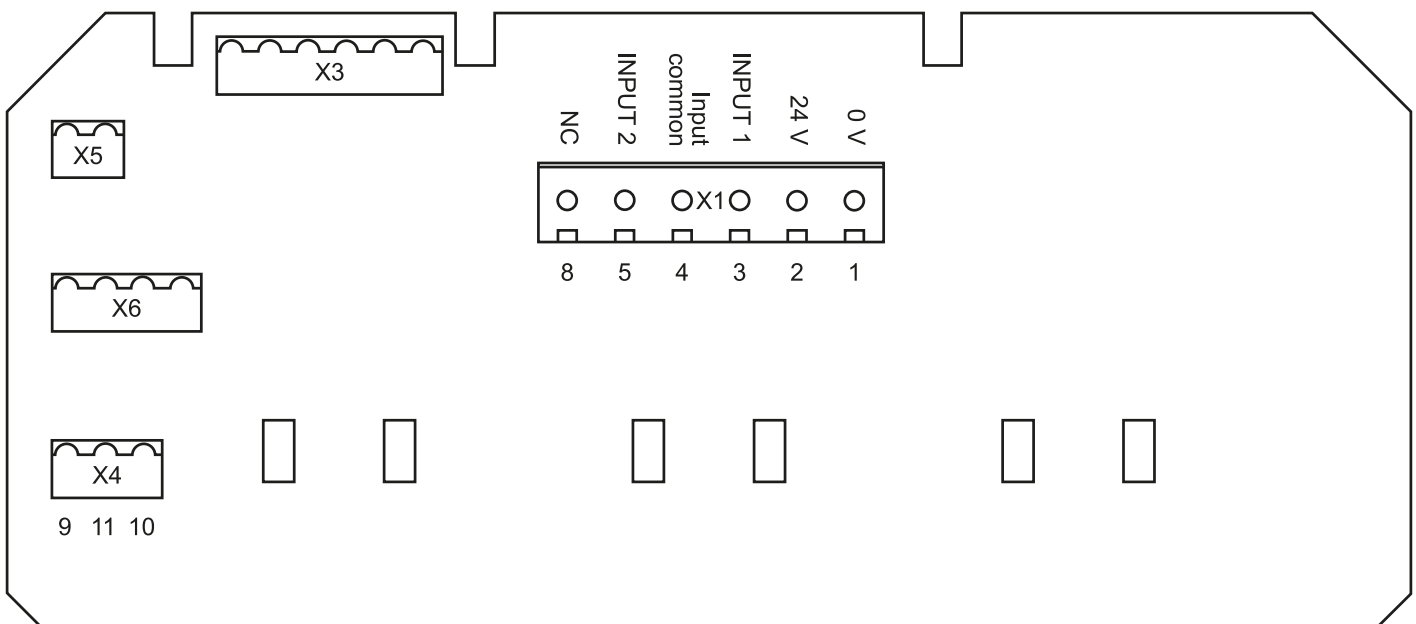 X3
X5
NC
INPUT 2
Input
common
INPUT 1
24 V
0 V
X1
8 5 4 3 2 1
X6
X4
9 11 10